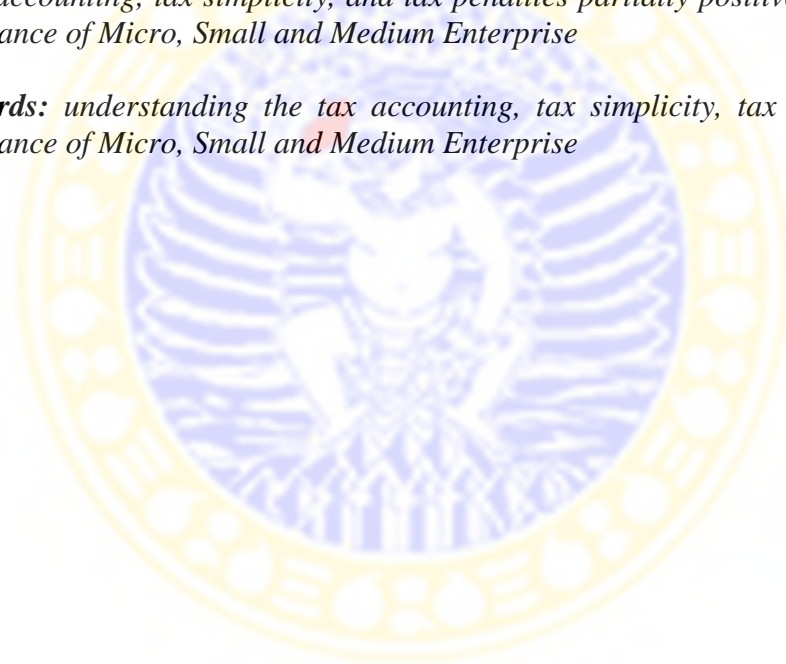 accounting, tax simplicity, and tax penalties partially positive
ance of Micro, Small and Medium Enterprise
rds: understanding the tax accounting, tax simplicity, tax
ance of Micro, Small and Medium Enterprise